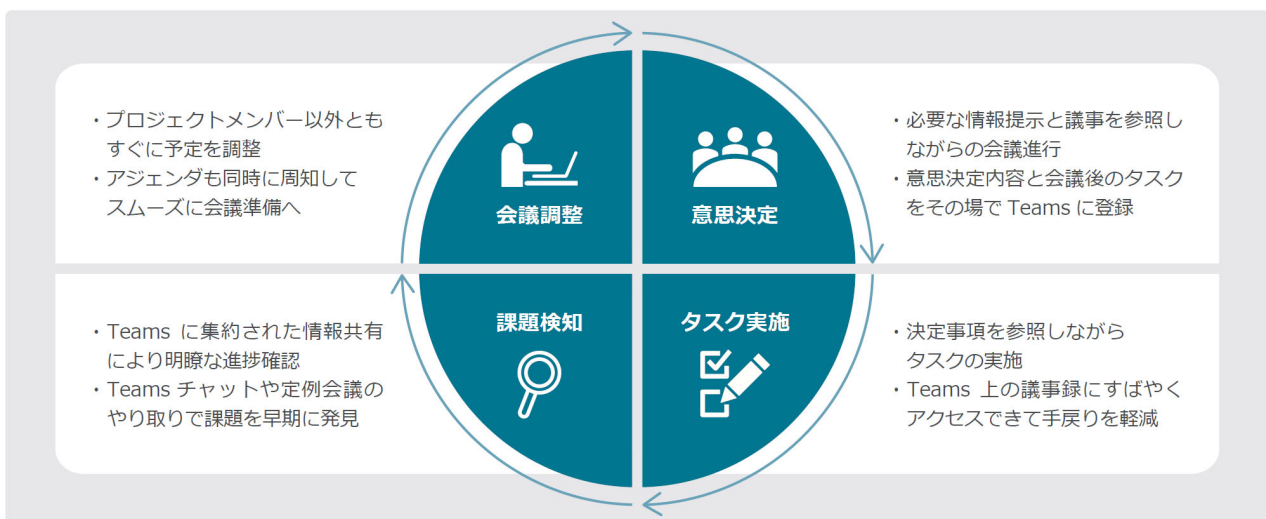 ・プロジェクトメンバー以外とも
すぐに予定を調整
・アジェンダも同時に周知して
スムーズに会議準備へ
会議調整
意思決定
・必要な情報提示と議事を参照し
ながらの会議進行
・意思決定内容と会議後のタスク
をその場で Teams に登録
・Teams に集約された情報共有
により明瞭な進捗確認
・Teams チャットや定例会議の
やり取りで課題を早期に発見
課題検知
タスク実施
・決定事項を参照しながら
タスクの実施
・Teams 上の議事録にすばやく
アクセスできて手戻りを軽減